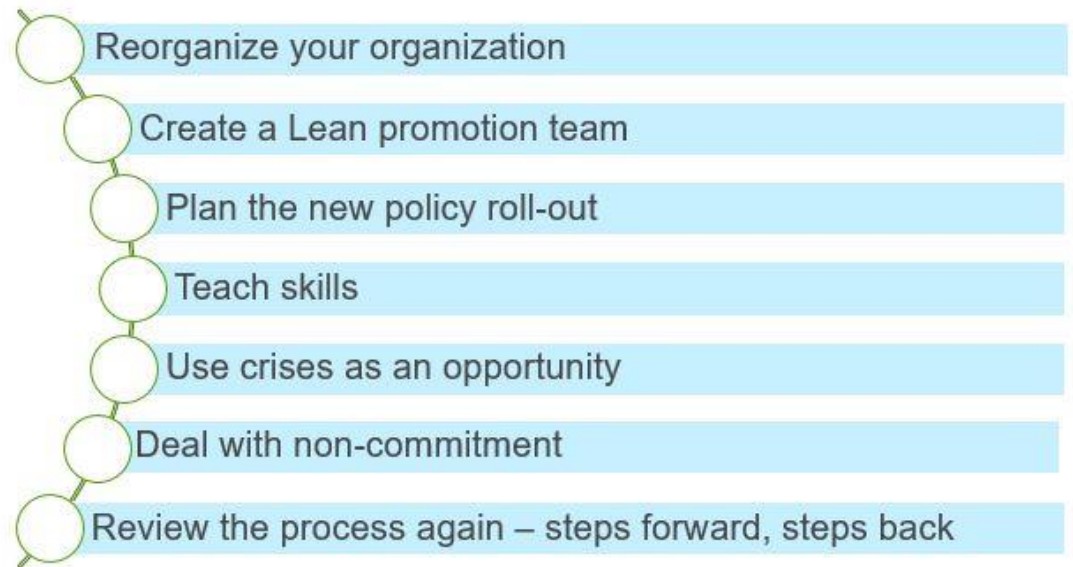 Reorganize your organization
Create a Lean promotion team
Plan the new policy roll-out
Teach skills
Use crises as an opportunity
Deal with non-commitment
Review the process again – steps forward, steps back